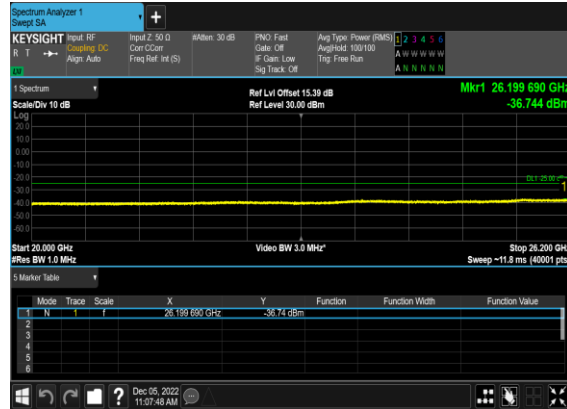 Spectrum Analyzer 1
Swept SA
+
KEYSIGHT Input: RF Input Z: 50 Ω #Atten: 30 dB PNO: Fast Avg Type: Power (RMS) 1 2 3 4 5 6
R T Coupling: DC Corr CCorr Gate: Off Avg|Hold: 100/100 A W W W W W
Align: Auto Freq Ref: Int (S) IF Gain: Low Trig: Free Run
Sig Track: Off A N N N N N
1 Spectrum Ref Lvl Offset 15.39 dB Mkr1 26.199 690 GHz
Scale/Div 10 dB Ref Level 30.00 dBm -36.744 dBm
Log
20.0
10.0
0.00
-10.0
-20.0
DL1 -25.00 dBm
-30.0
1
-40.0
-50.0
-60.0
Start 20.000 GHz Video BW 3.0 MHz* Stop 26.200 GHz
#Res BW 1.0 MHz Sweep ~11.8 ms (40001 pts)
5 Marker Table
Mode Trace Scale X Y Function Function Width Function Value
1 N 1 f 26.199 690 GHz -36.74 dBm
2
3
4
5
6
? Dec 05, 2022
11:07:48 AM